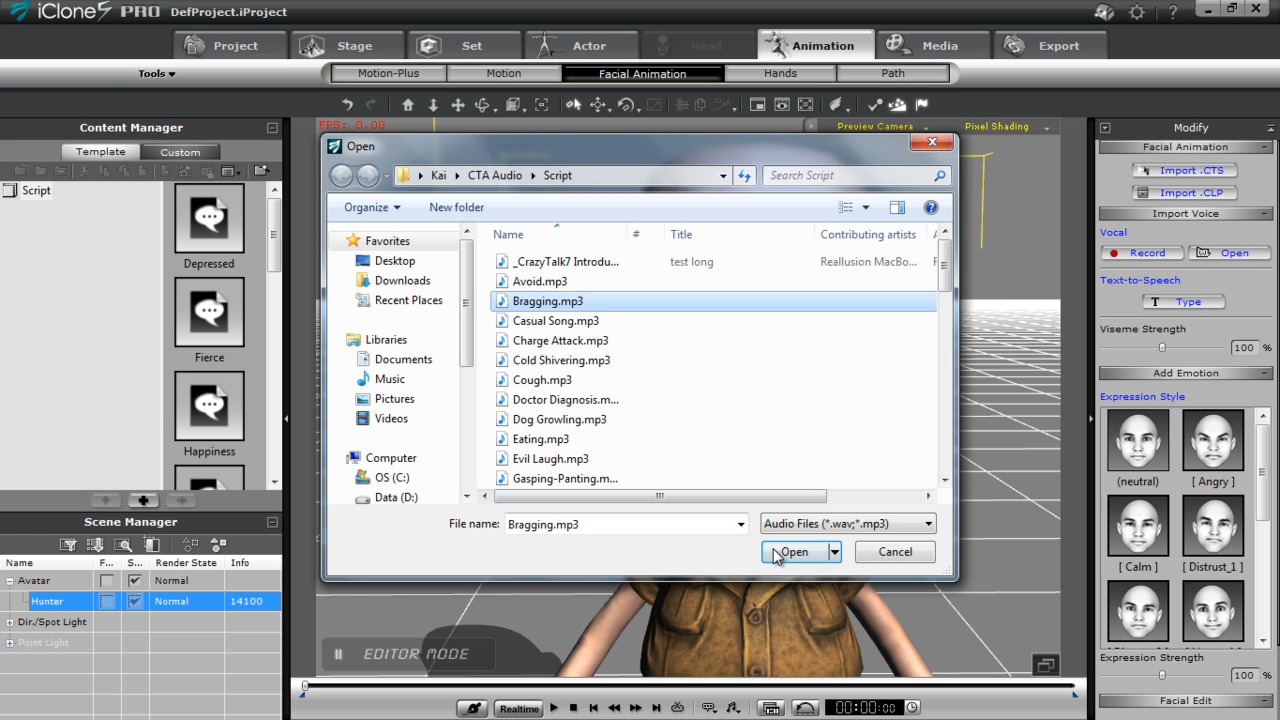 iClone5 PRO DefProject.iProject
Project Stage Set Actor Head Animation Media Export
Tools Motion-Plus Motion Facial Animation Hands Path
FPS: 0.00 Preview Camera Pixel Shading
Content Manager
Template Custom
Script
Depressed
Fierce
Happiness
Scene Manager
Name F... S... Render State Info
Avatar Normal
Hunter Normal 14100
Dir./Spot Light
Point Light
Open
Kai CTA Audio Script Search Script
Organize New folder
Favorites
Desktop
Downloads
Recent Places
Libraries
Documents
Music
Pictures
Videos
Computer
OS (C:)
Data (D:)
Name # Title Contributing artists
_CrazyTalk7 Introdu... test long Reallusion MacBo...
Avoid.mp3
Bragging.mp3
Casual Song.mp3
Charge Attack.mp3
Cold Shivering.mp3
Cough.mp3
Doctor Diagnosis.m...
Dog Growling.mp3
Eating.mp3
Evil Laugh.mp3
Gasping-Panting.m...
File name: Bragging.mp3 Audio Files (*.wav;*.mp3)
Open Cancel
EDITOR MODE
Realtime 00:00:00
Modify
Facial Animation
Import .CTS
Import .CLP
Import Voice
Vocal
Record Open
Text-to-Speech
Type
Viseme Strength
100 %
Add Emotion
Expression Style
(neutral) [ Angry ]
[ Calm ] [ Distrust_1 ]
Expression Strength
100 %
Facial Edit